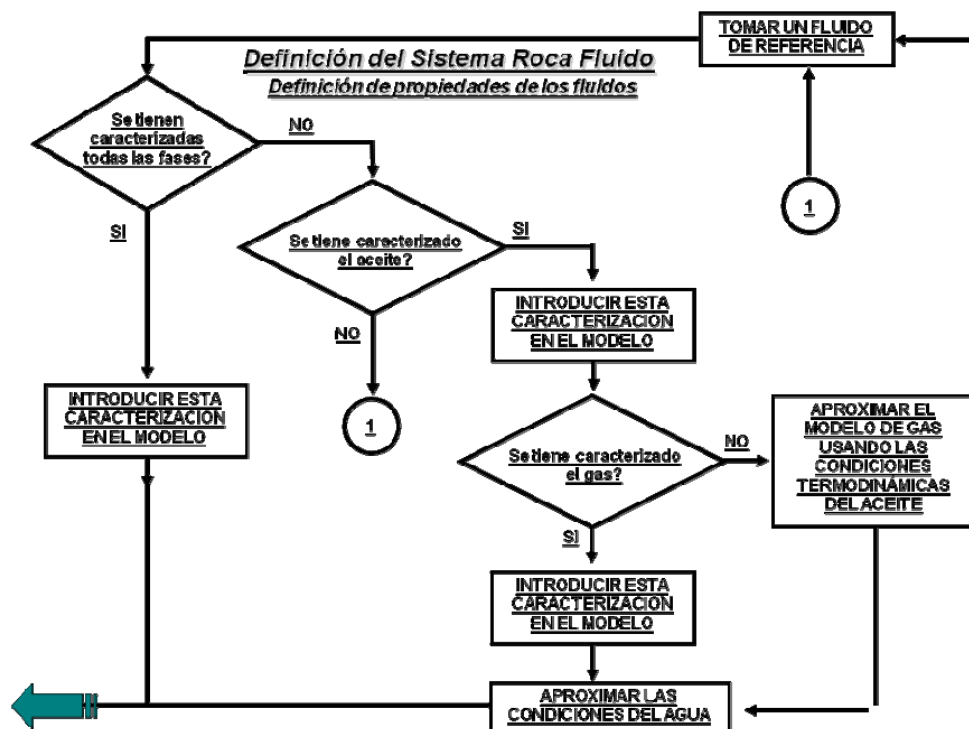 TOMAR UN FLUIDO
DE REFERENCIA
Definición del Sistema Roca Fluido
Definición de propiedades de los fluidos
Se tienen
caracterizadas
todas las fases?
NO
1
SI
Se tiene caracterizado
el aceite?
SI
NO
INTRODUCIR ESTA
CARACTERIZACION
EN EL MODELO
INTRODUCIR ESTA
CARACTERIZACION
EN EL MODELO
1
Se tiene caracterizado
el gas?
NO
APROXIMAR EL
MODELO DE GAS
USANDO LAS
CONDICIONES
TERMODINÁMICAS
DEL ACEITE
SI
INTRODUCIR ESTA
CARACTERIZACION
EN EL MODELO
APROXIMAR LAS
CONDICIONES DEL AGUA